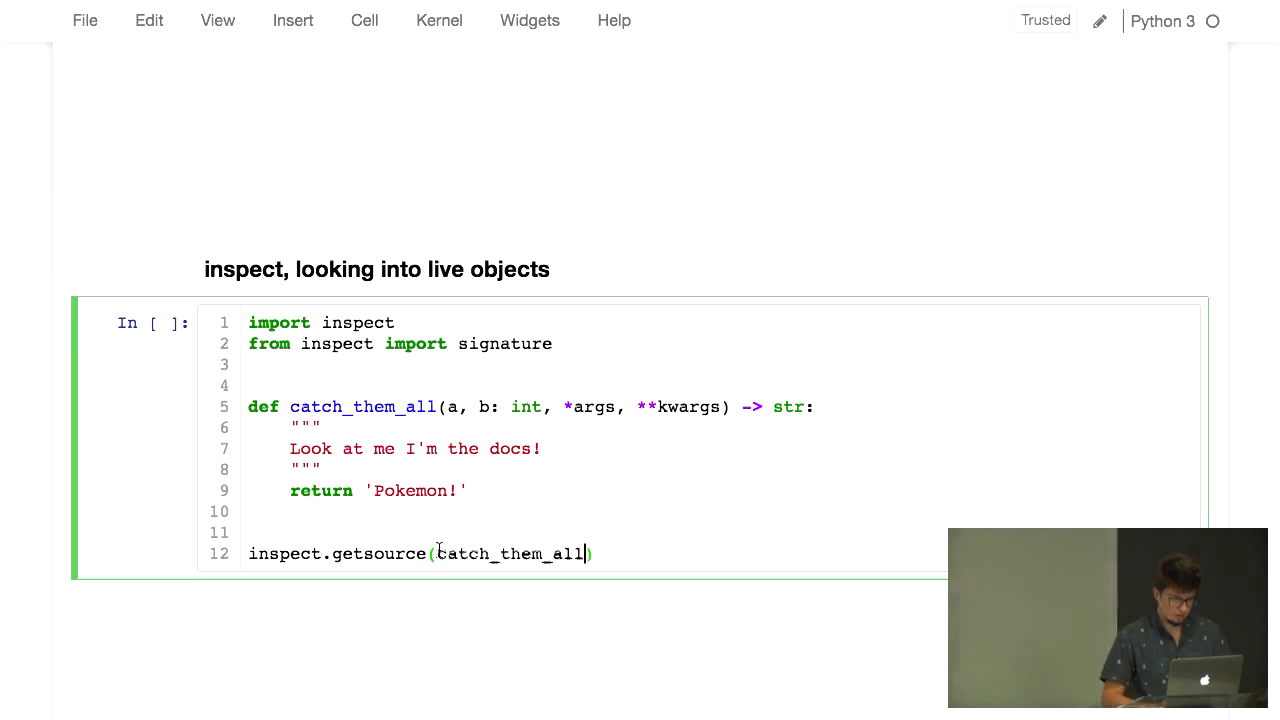 File Edit View Insert Cell Kernel Widgets Help Trusted Python 3
inspect, looking into live objects
In [ ]:
1 import inspect
2 from inspect import signature
3
4
5 def catch_them_all(a, b: int, *args, **kwargs) -> str:
6 """
7 Look at me I'm the docs!
8 """
9 return 'Pokemon!'
10
11
12 inspect.getsource(catch_them_all)